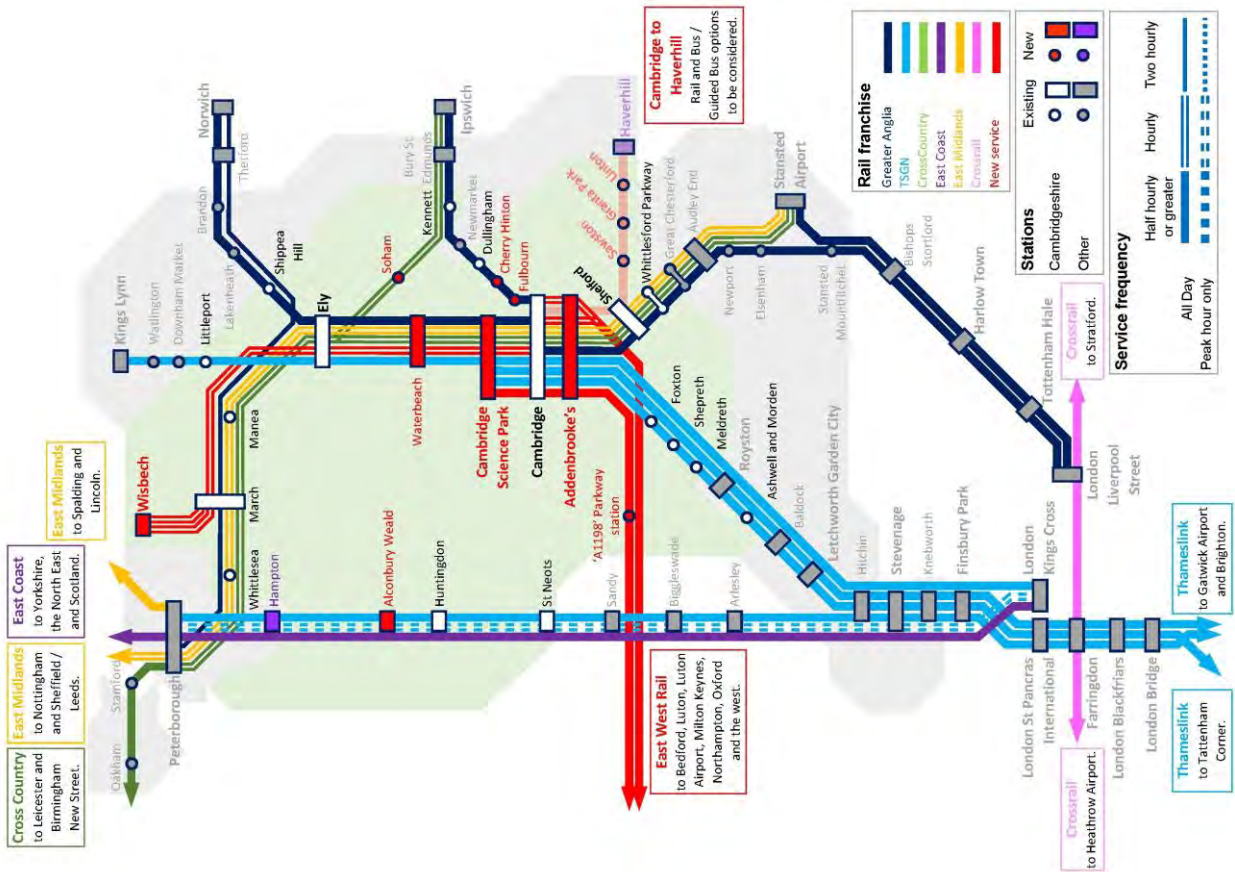 Cross Country
to Leicester and
Birmingham
New Street.
East Midlands
to Nottingham
and Sheffield /
Leeds.
East Coast
to Yorkshire,
the North East
and Scotland.
East Midlands
to Spalding and
Lincoln.
Oakham
Stamford
Peterborough
Whittlesea
March
Manea
Wisbech
Kings Lynn
Watlington
Downham Market
Littleport
Lakenheath
Brandon
Shippea
Hill
Thetford
Norwich
Ely
Soham
Kennett
Bury St
Edmunds
Ipswich
Newmarket
Dullingham
Cherry Hinton
Fulbourn
Waterbeach
Cambridge
Science Park
Cambridge
Addenbrooke's
Shelford
Sawston
Granta Park
Linton
Haverhill
Cambridge to
Haverhill
Rail and Bus /
Guided Bus options
to be considered.
Whittlesford Parkway
Great Chesterford
Audley End
Newport
Elsenham
Stansted
Mountfitchet
Stansted
Airport
Bishops
Stortford
Harlow Town
Tottenham Hale
London
Liverpool
Street
Hampton
Alconbury Weald
Huntingdon
St Neots
Sandy
Biggleswade
Arlesley
'A1198' Parkway
station
East West Rail
to Bedford, Luton, Luton
Airport, Milton Keynes,
Northampton, Oxford
and the west.
Foxton
Shepreth
Meldreth
Royston
Ashwell and Morden
Baldock
Letchworth Garden City
Hitchin
Stevenage
Knebworth
Finsbury Park
London
Kings Cross
London St Pancras
International
Farringdon
London Blackfriars
London Bridge
Crossrail
to Heathrow Airport.
Crossrail
to Stratford.
Thameslink
to Tattenham
Corner.
Thameslink
to Gatwick Airport
and Brighton.
Rail franchise
Greater Anglia
TSGN
CrossCountry
East Coast
East Midlands
Crossrail
New service
Stations
Existing
New
Cambridgeshire
Other
Service frequency
Half hourly
or greater
Hourly
Two hourly
All Day
Peak hour only